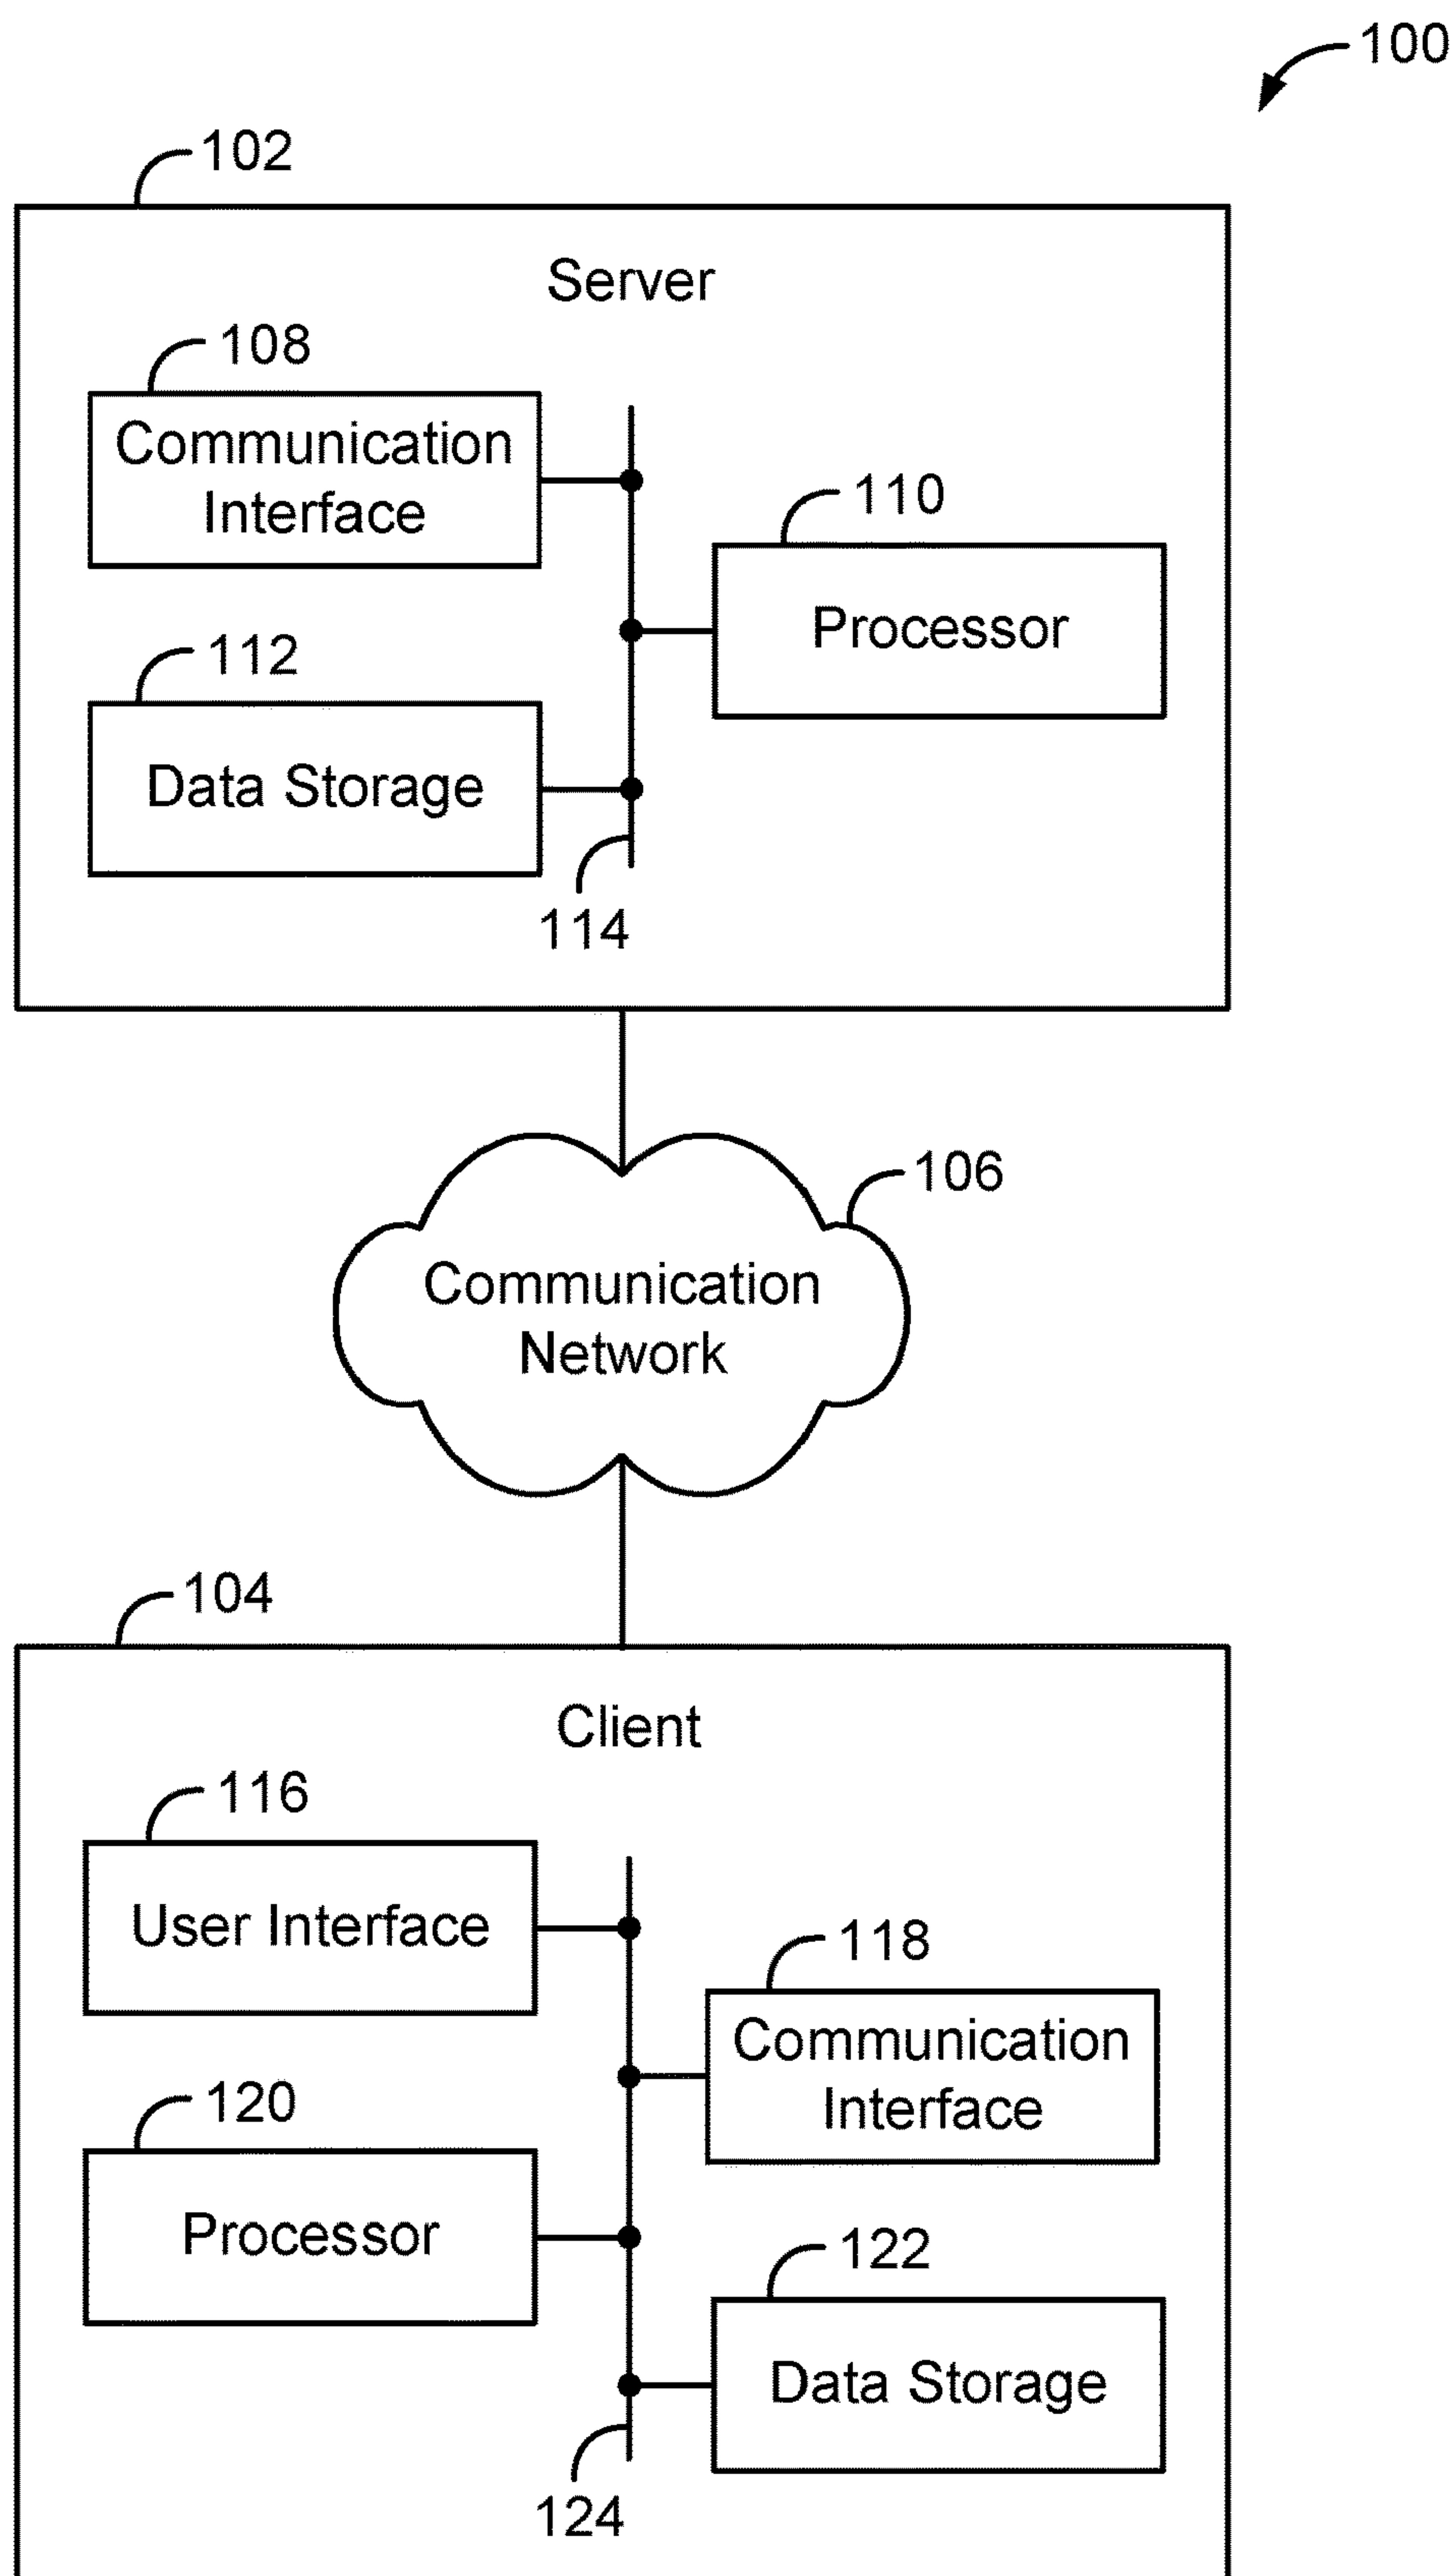 100
102
Server
108
Communication
Interface
110
Processor
112
Data Storage
114
106
Communication
Network
104
Client
116
User Interface
118
Communication
Interface
120
Processor
122
Data Storage
124